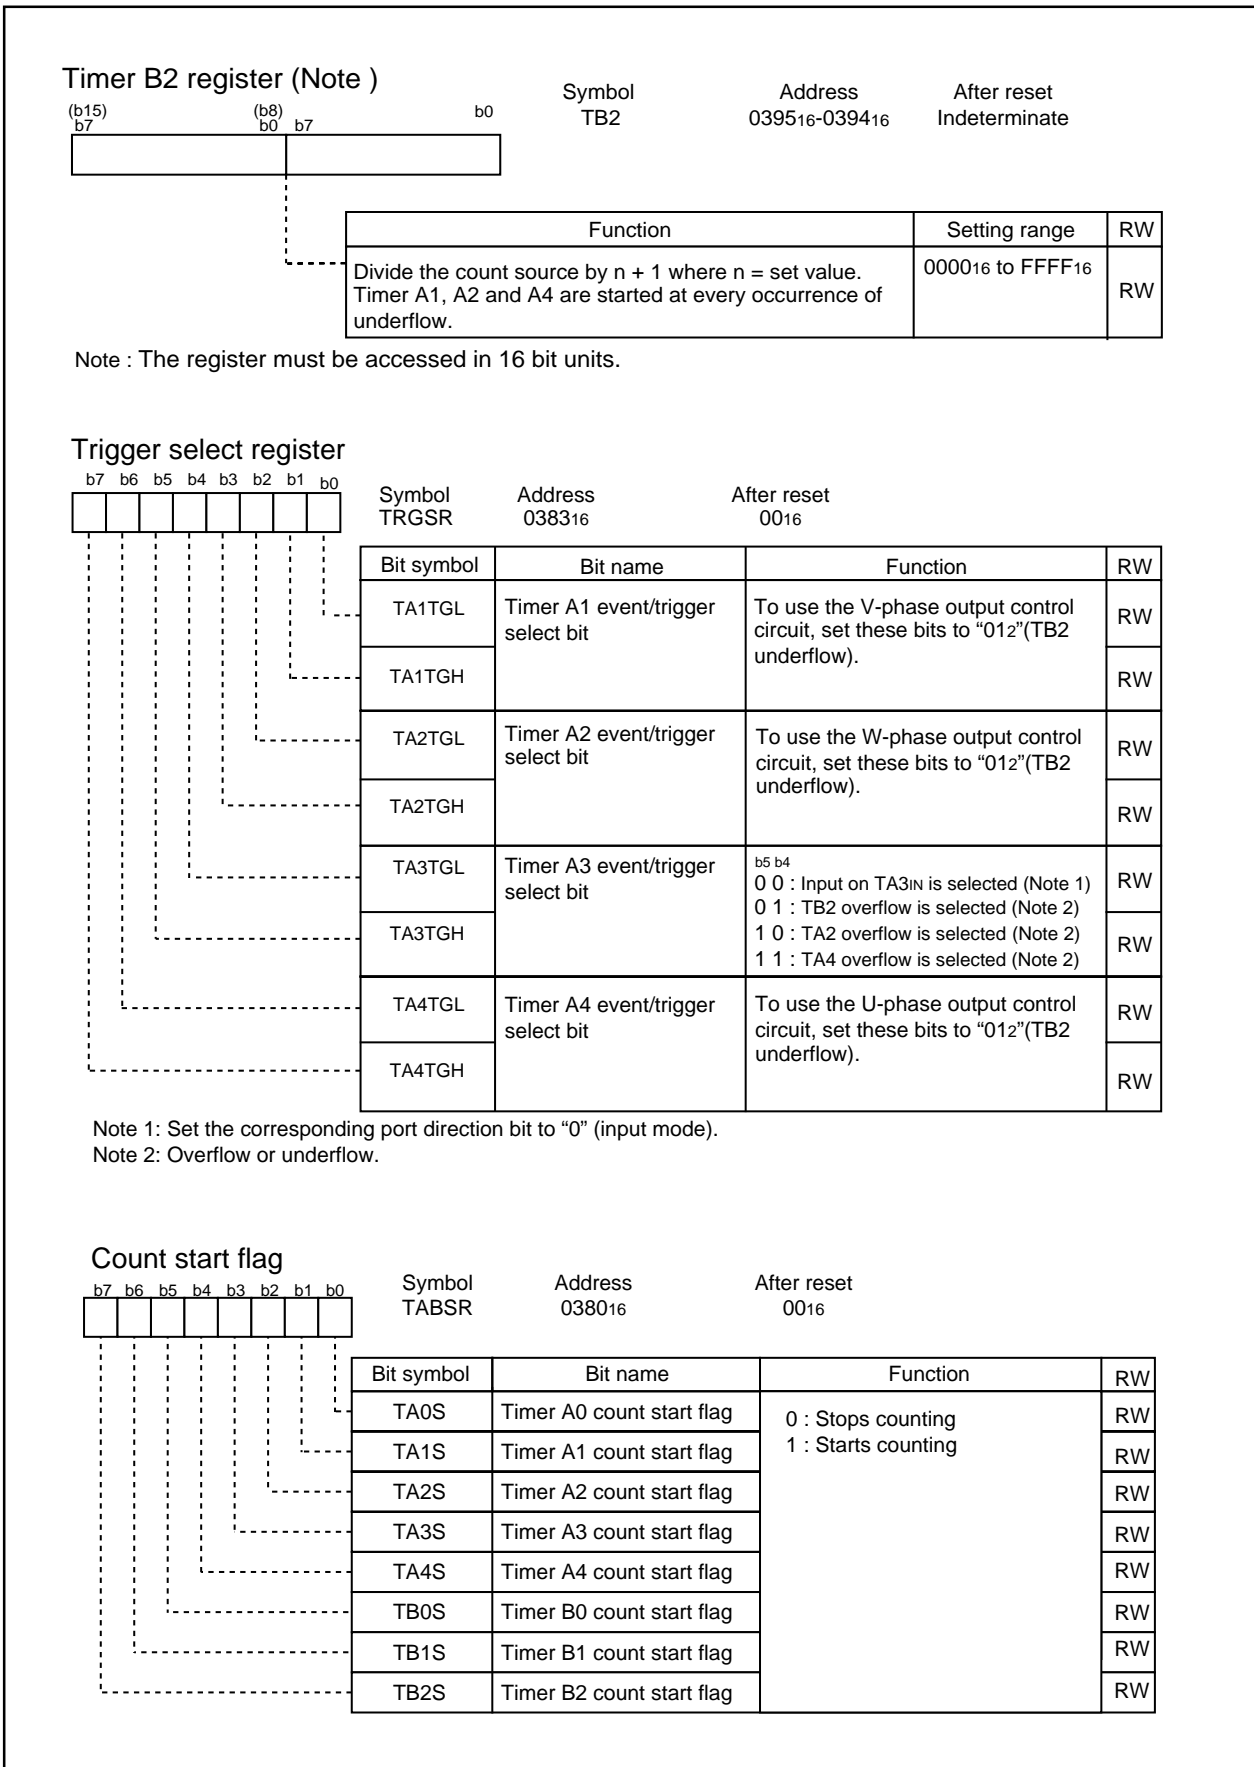 Timer B2 register (Note )
(b15) (b8)
b7 b0 b7 b0
Symbol Address After reset
TB2 039516-039416 Indeterminate
Function Setting range RW
Divide the count source by n + 1 where n = set value. 000016 to FFFF16 RW
Timer A1, A2 and A4 are started at every occurrence of
underflow.
Note : The register must be accessed in 16 bit units.
Trigger select register
b7 b6 b5 b4 b3 b2 b1 b0
Symbol Address After reset
TRGSR 038316 0016
Bit symbol Bit name Function RW
TA1TGL Timer A1 event/trigger To use the V-phase output control RW
select bit circuit, set these bits to “012”(TB2
underflow).
TA1TGH RW
TA2TGL Timer A2 event/trigger To use the W-phase output control RW
select bit circuit, set these bits to “012”(TB2
underflow).
TA2TGH RW
TA3TGL Timer A3 event/trigger b5 b4 RW
select bit 0 0 : Input on TA3IN is selected (Note 1)
0 1 : TB2 overflow is selected (Note 2)
TA3TGH 1 0 : TA2 overflow is selected (Note 2) RW
1 1 : TA4 overflow is selected (Note 2)
TA4TGL Timer A4 event/trigger To use the U-phase output control RW
select bit circuit, set these bits to “012”(TB2
underflow).
TA4TGH RW
Note 1: Set the corresponding port direction bit to “0” (input mode).
Note 2: Overflow or underflow.
Count start flag
b7 b6 b5 b4 b3 b2 b1 b0
Symbol Address After reset
TABSR 038016 0016
Bit symbol Bit name Function RW
TA0S Timer A0 count start flag 0 : Stops counting RW
TA1S Timer A1 count start flag 1 : Starts counting RW
TA2S Timer A2 count start flag RW
TA3S Timer A3 count start flag RW
TA4S Timer A4 count start flag RW
TB0S Timer B0 count start flag RW
TB1S Timer B1 count start flag RW
TB2S Timer B2 count start flag RW